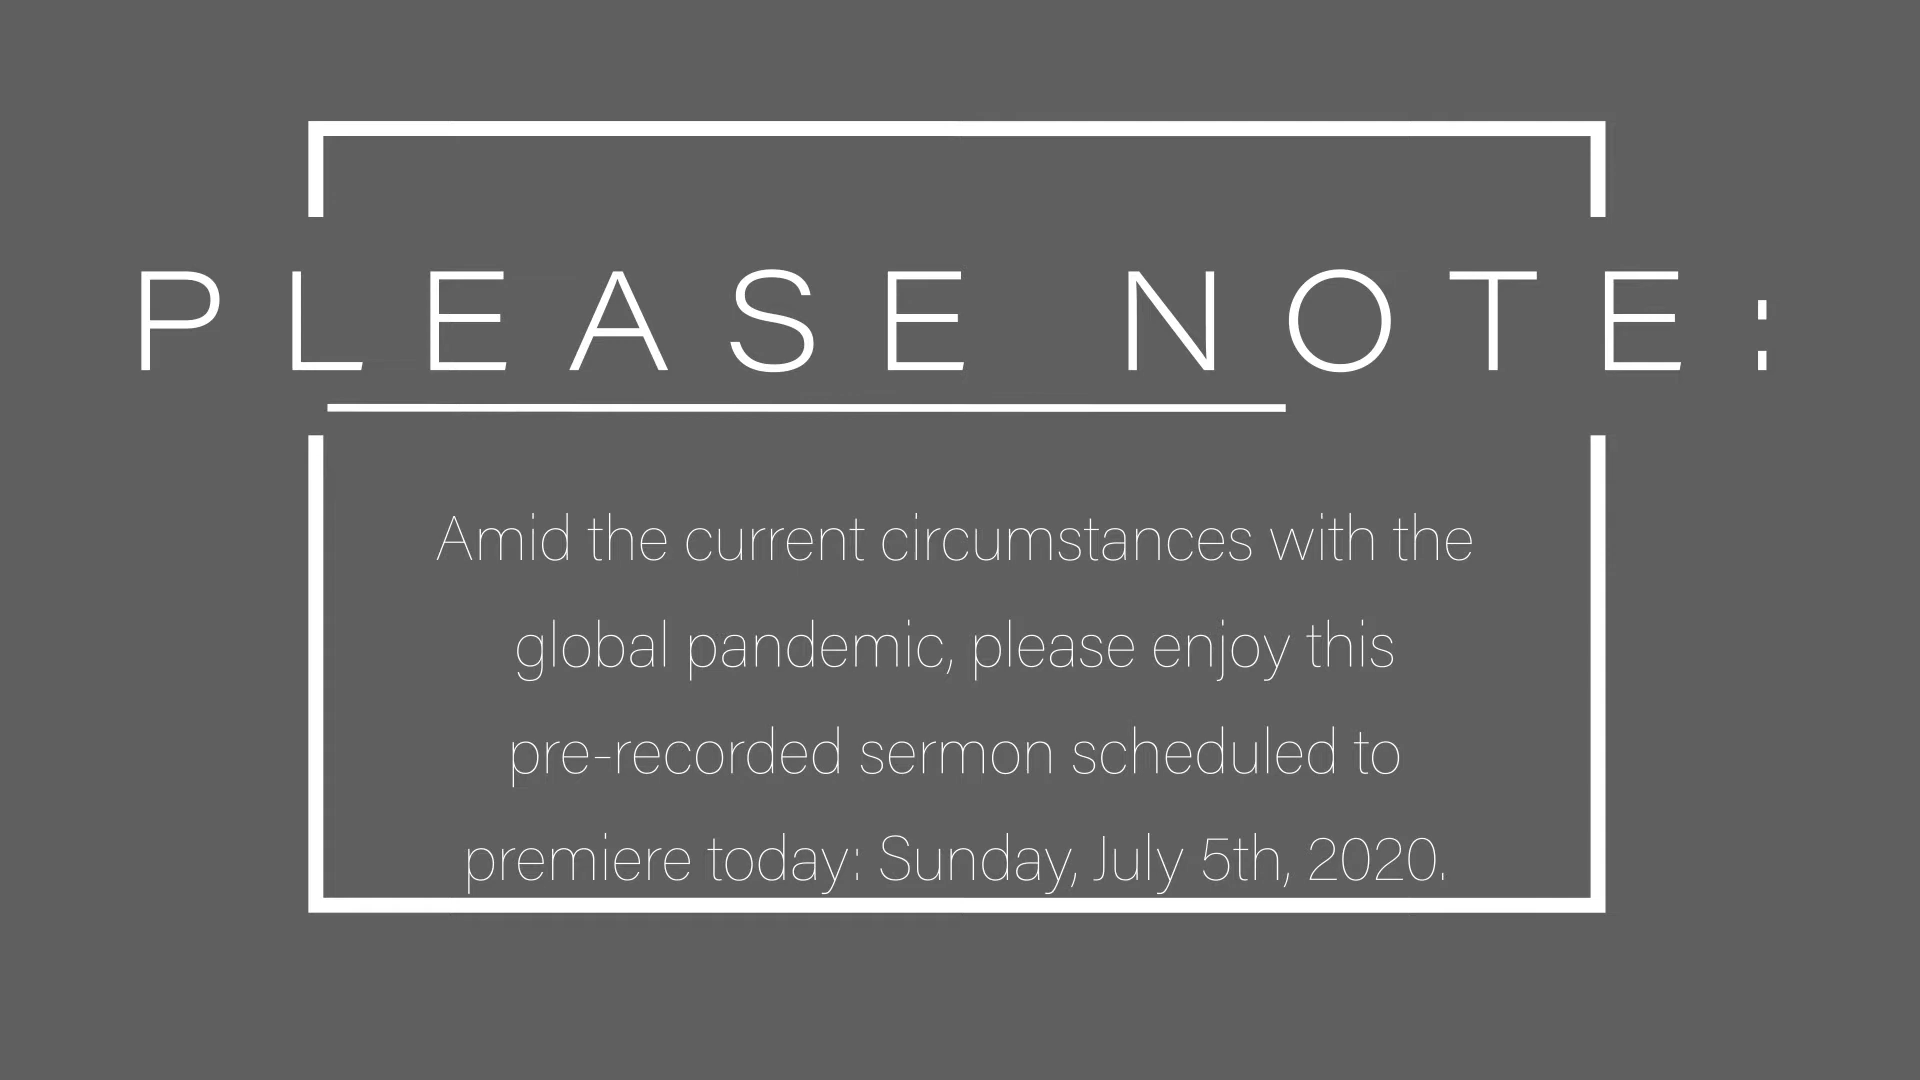 PLEASE NOTE:
Amid the current circumstances with the
global pandemic, please enjoy this
pre-recorded sermon scheduled to
premiere today: Sunday, July 5th, 2020.